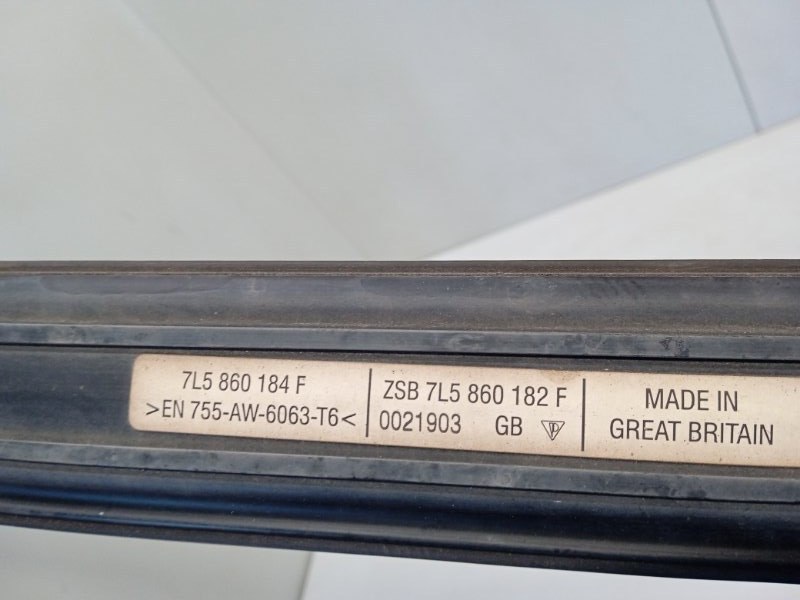 7L5 860 184 F
>EN 755-AW-6063-T6<
ZSB 7L5 860 182 F
0021903 GB
MADE IN
GREAT BRITAIN